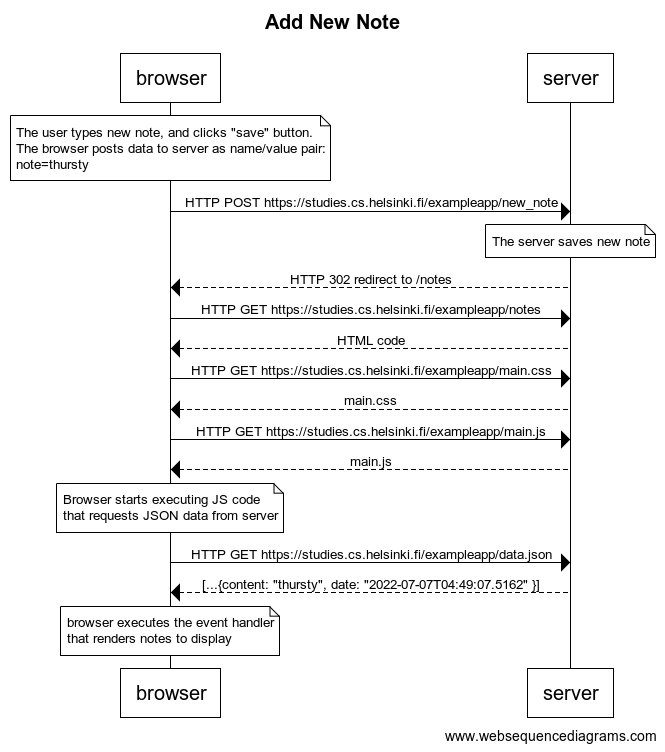 Add New Note
browser
server
The user types new note, and clicks "save" button.
The browser posts data to server as name/value pair:
note=thursty
HTTP POST https://studies.cs.helsinki.fi/exampleapp/new_note
The server saves new note
HTTP 302 redirect to /notes
HTTP GET https://studies.cs.helsinki.fi/exampleapp/notes
HTML code
HTTP GET https://studies.cs.helsinki.fi/exampleapp/main.css
main.css
HTTP GET https://studies.cs.helsinki.fi/exampleapp/main.js
main.js
Browser starts executing JS code
that requests JSON data from server
HTTP GET https://studies.cs.helsinki.fi/exampleapp/data.json
[...{content: "thursty", date: "2022-07-07T04:49:07.5162" }]
browser executes the event handler
that renders notes to display
browser
server
www.websequencediagrams.com